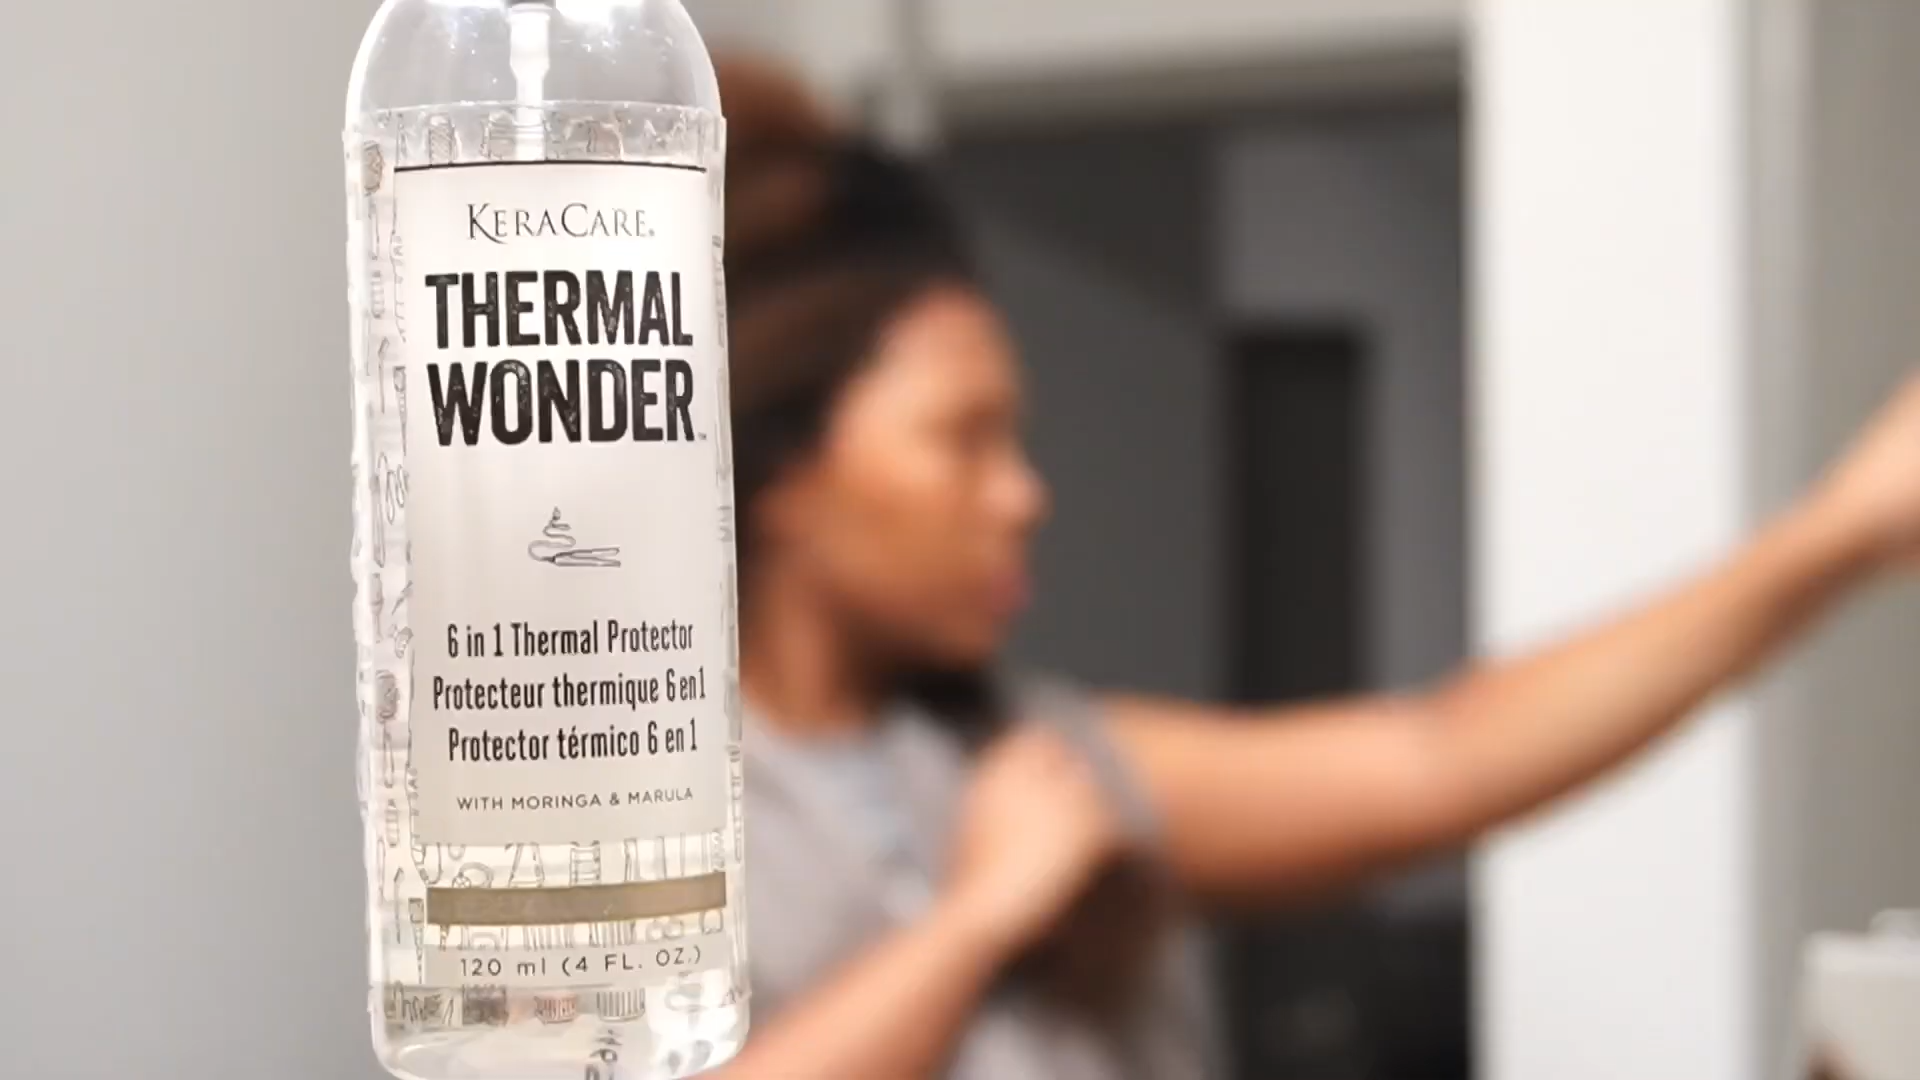 KERACARE®
THERMAL
WONDER™
6 in 1 Thermal Protector
Protecteur thermique 6 en 1
Protector térmico 6 en 1
WITH MORINGA & MARULA
120 ml (4 FL. OZ.)